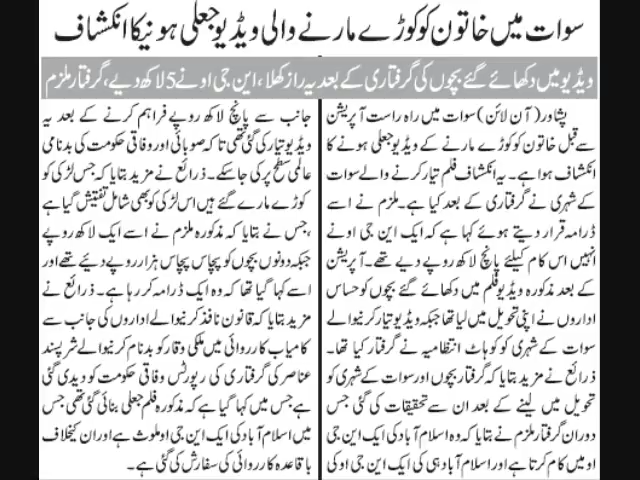 سوات میں خاتون کو کوڑے مارنے والی ویڈیو جعلی ہونیکا انکشاف
ویڈیو میں دکھائے گئے بچوں کی گرفتاری کے بعد یہ راز کھلا، این جی او نے 5 لاکھ دیے، گرفتار ملزم
پشاور (آن لائن) سوات میں راہ راست آپریشن
سے قبل خاتون کو کوڑے مارنے کے ویڈیو جعلی ہونے کا
انکشاف ہوا ہے۔ یہ انکشاف فلم تیار کرنے والے سوات
کے شہری نے گرفتاری کے بعد کیا ہے۔ ملزم نے اسے
ڈرامہ قرار دیتے ہوئے کہا ہے کہ ایک این جی او نے
انہیں اس کام کیلئے پانچ لاکھ روپے دیے تھے۔ آپریشن
کے بعد مذکورہ ویڈیو فلم میں دکھائے گئے بچوں کو حساس
اداروں نے اپنی تحویل میں لیا تھا جبکہ ویڈیو تیار کرنیوالے
سوات کے شہری کو کوہاٹ انتظامیہ نے گرفتار کیا تھا۔
ذرائع نے مزید بتایا کہ گرفتار بچوں اور سوات کے شہری کو
تحویل میں لینے کے بعد ان سے تحقیقات کی گئی جس
دوران گرفتار ملزم نے بتایا کہ وہ اسلام آباد کی ایک این جی
او میں کام کرتا ہے اور اسلام آباد ہی کی ایک این جی او کی
جانب سے پانچ لاکھ روپے فراہم کرنے کے بعد یہ
ویڈیو تیار کی گئی تھی تا کہ صوبائی اور وفاقی حکومت کی بدنامی
عالمی سطح پر کی جاسکے۔ ذرائع نے مزید بتایا کہ جس لڑکی کو
کوڑے مارے گئے ہیں اس لڑکی کو بھی شامل تفتیش کیا گیا ہے
،جس نے بتایا کہ مذکورہ ملزم نے اسے ایک لاکھ روپے
جبکہ دونوں بچوں کو پچاس پچاس ہزار روپے دیئے تھے اور
اسے کہا گیا تھا کہ وہ ایک ڈرامہ کر رہا ہے۔ ذرائع نے
مزید بتایا کہ قانون نافذ کرنیوالے اداروں کی جانب سے
کامیاب کارروائی میں ملکی وقار کو بدنام کرنیوالے شرپسند
عناصر کی گرفتاری کی رپورٹس وفاقی حکومت کو دیدی گئی
ہے جس میں کہا گیا ہے کہ مذکورہ فلم جعلی بنائی گئی تھی جس
میں اسلام آباد کی ایک این جی او ملوث ہے اور ان کیخلاف
باقاعدہ کارروائی کی سفارش کی گئی ہے۔